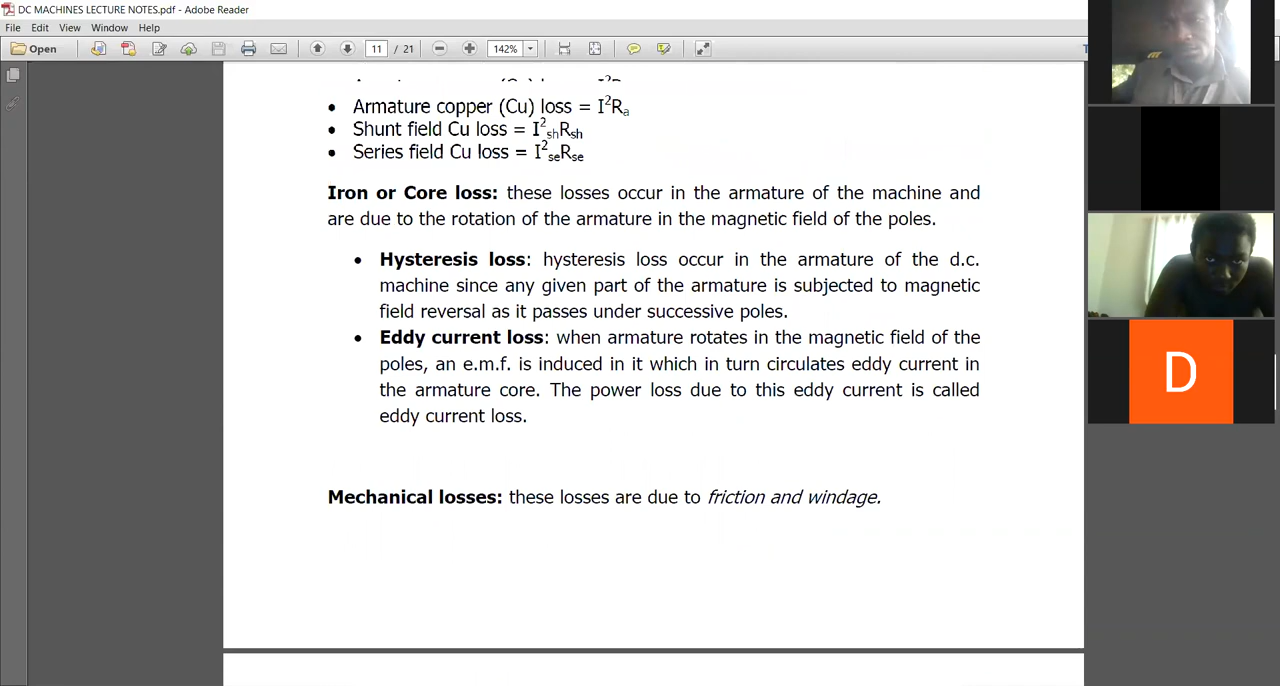 DC MACHINES LECTURE NOTES.pdf - Adobe Reader
File Edit View Window Help
Open 11 / 21 142%
• Armature copper (Cu) loss = I²Rₐ
• Shunt field Cu loss = I²shRsh
• Series field Cu loss = I²seRse
Iron or Core loss: these losses occur in the armature of the machine and
are due to the rotation of the armature in the magnetic field of the poles.
• Hysteresis loss: hysteresis loss occur in the armature of the d.c.
machine since any given part of the armature is subjected to magnetic
field reversal as it passes under successive poles.
• Eddy current loss: when armature rotates in the magnetic field of the
poles, an e.m.f. is induced in it which in turn circulates eddy current in
the armature core. The power loss due to this eddy current is called
eddy current loss.
Mechanical losses: these losses are due to friction and windage.
D